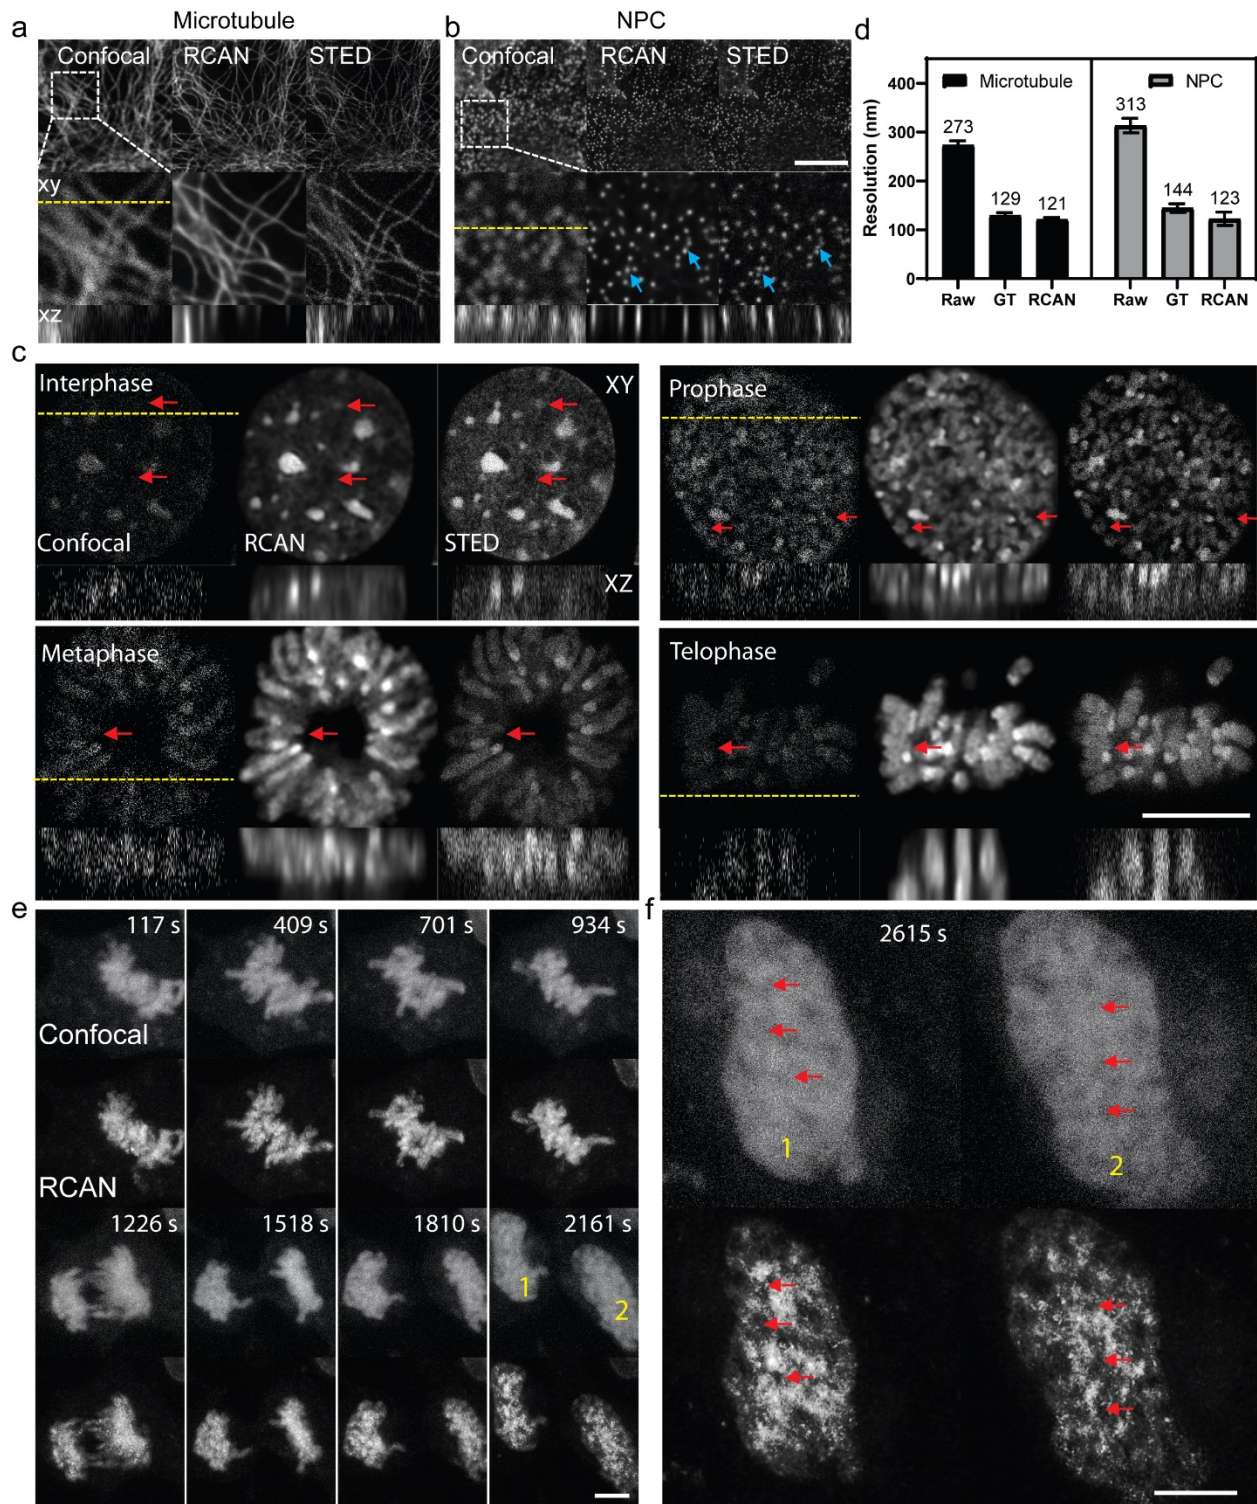 a
Microtubule
Confocal RCAN STED
xy
xz
b
NPC
Confocal RCAN STED
d
Microtubule NPC
Resolution (nm)
400
300
200
100
0
273 129 121 313 144 123
Raw GT RCAN Raw GT RCAN
c
Interphase XY
Confocal RCAN STED
XZ
Prophase
Metaphase
Telophase
e
117 s 409 s 701 s 934 s
Confocal
RCAN
1226 s 1518 s 1810 s 2161 s
1 2
f
2615 s
1 2